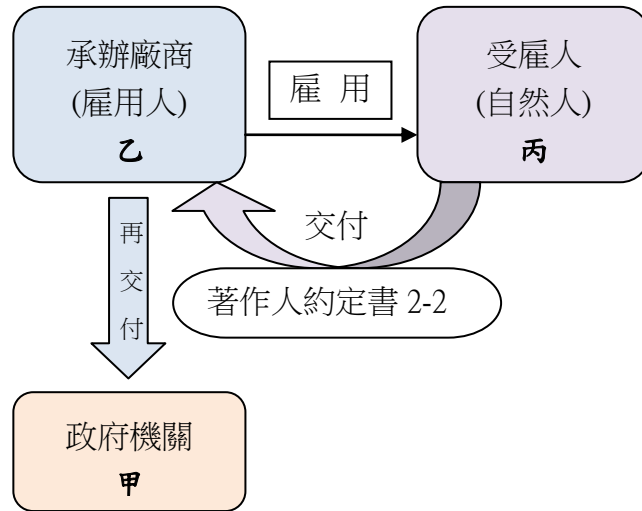 承辦廠商
(雇用人)
乙
雇 用
受雇人
(自然人)
丙
交付
著作人約定書 2-2
再
交
付
政府機關
甲